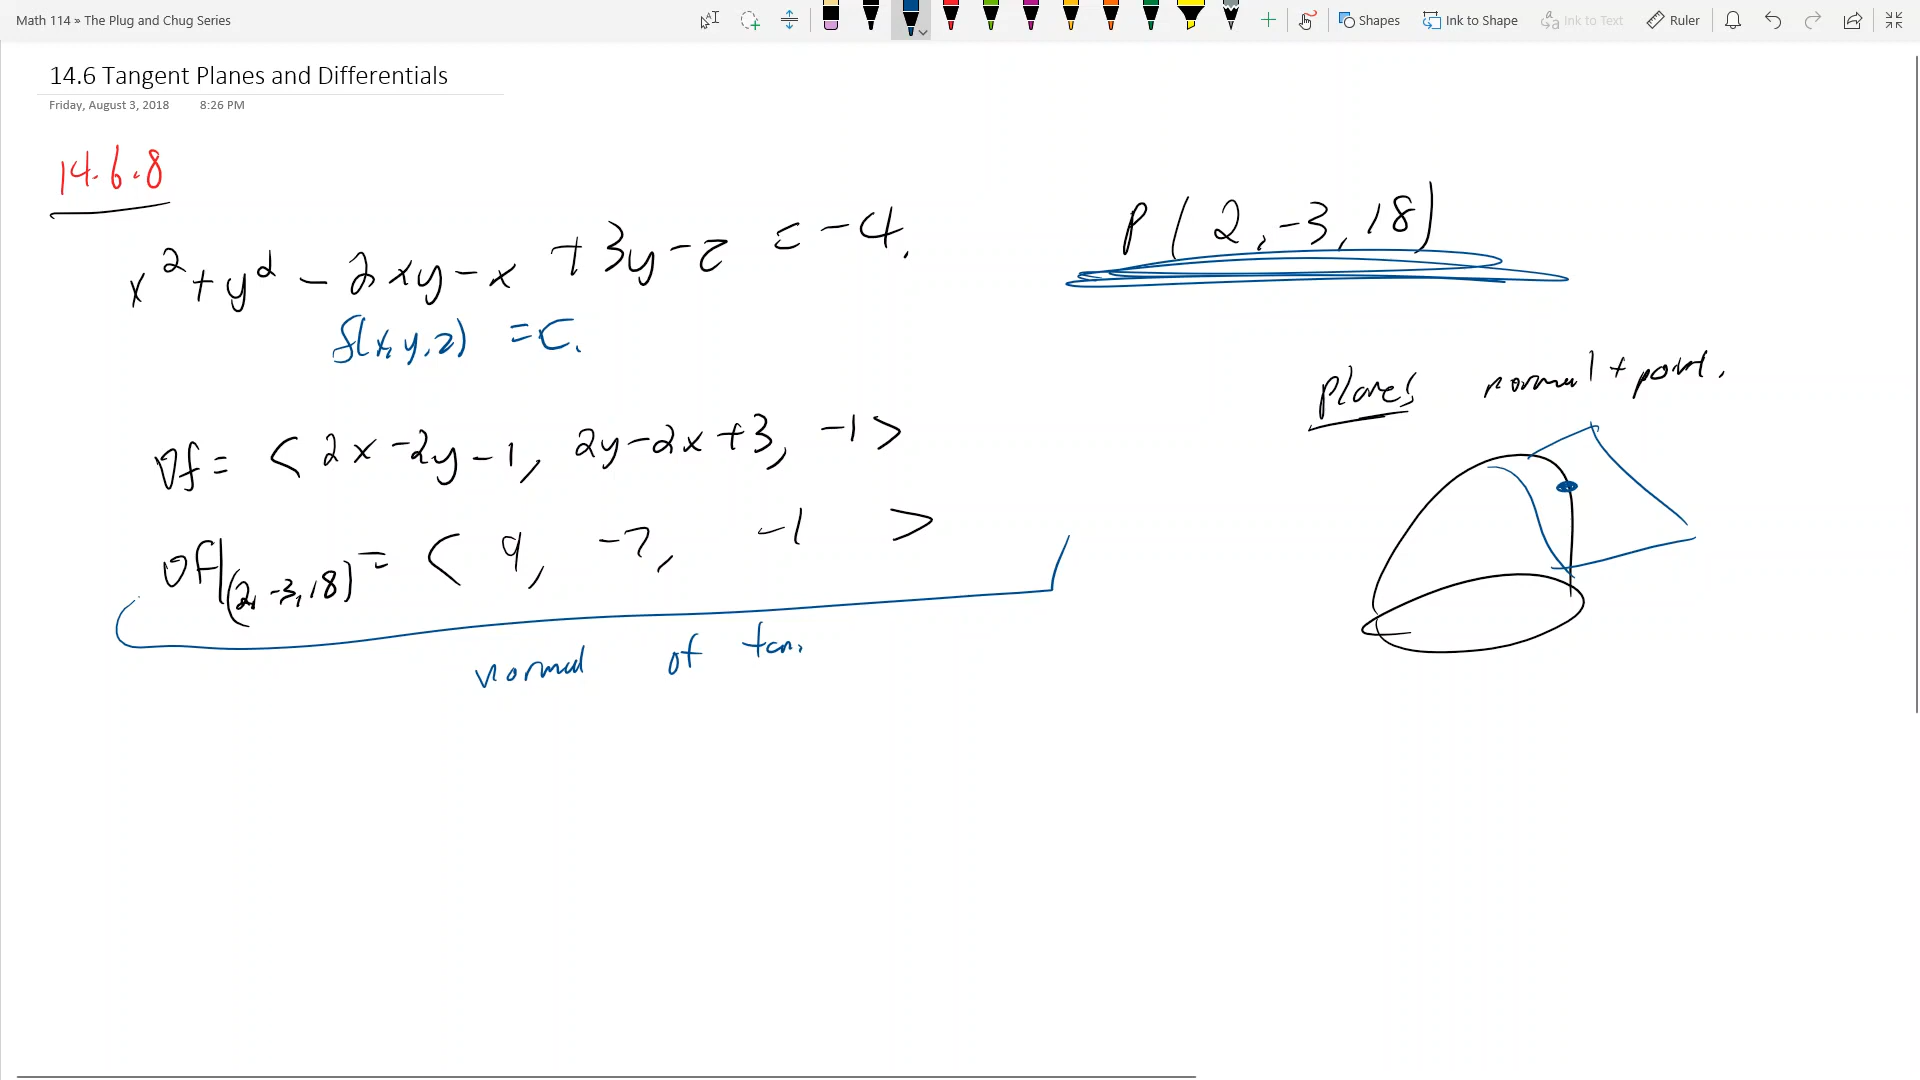 Math 114 » The Plug and Chug Series
Shapes
Ink to Shape
Ink to Text
Ruler
14.6 Tangent Planes and Differentials
Friday, August 3, 2018 8:26 PM
14.6.8
x² + y² - 2xy - x + 3y - z = -4.
P(2, -3, 18)
f(x, y, z) = C.
Planes normal + point.
∇f = < 2x - 2y - 1, 2y - 2x + 3, -1 >
∇f|(2, -3, 18) = < 9, -7, -1 >
normal of tan.